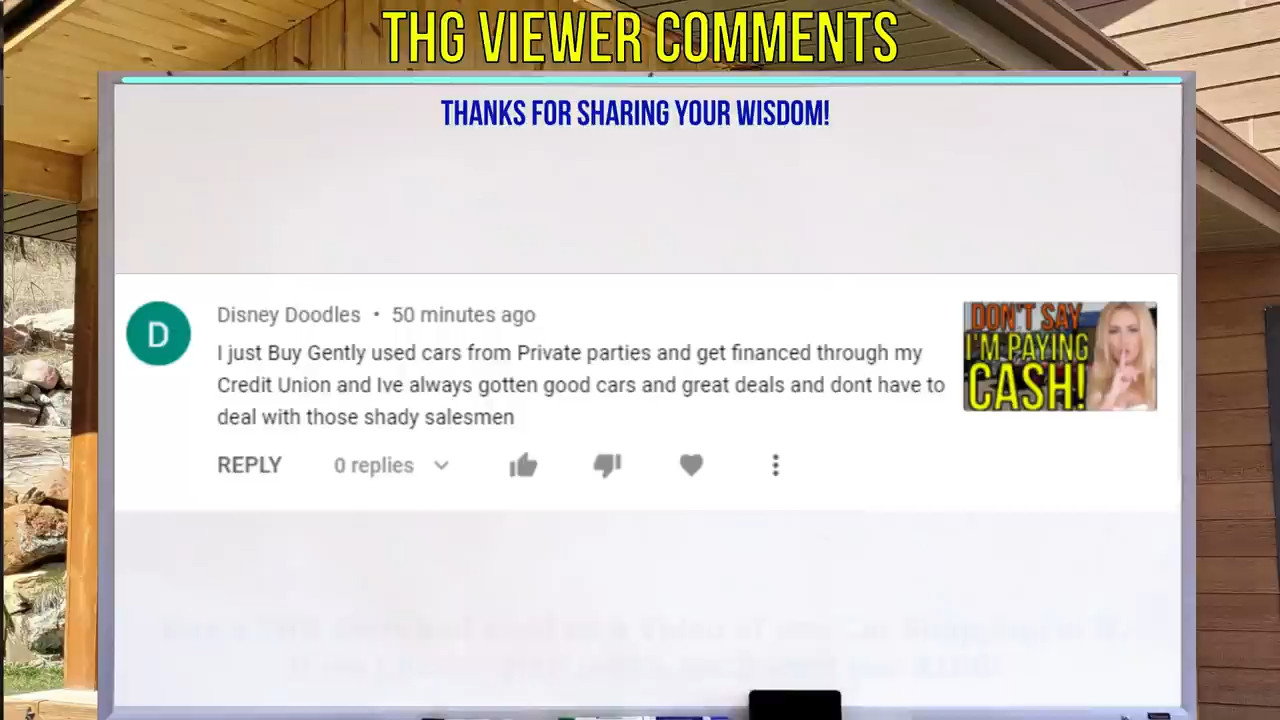 THG VIEWER COMMENTS
THANKS FOR SHARING YOUR WISDOM!
D
Disney Doodles • 50 minutes ago
I just Buy Gently used cars from Private parties and get financed through my
Credit Union and Ive always gotten good cars and great deals and dont have to
deal with those shady salesmen
DON'T SAY
I'M PAYING
CASH!
REPLY 0 replies